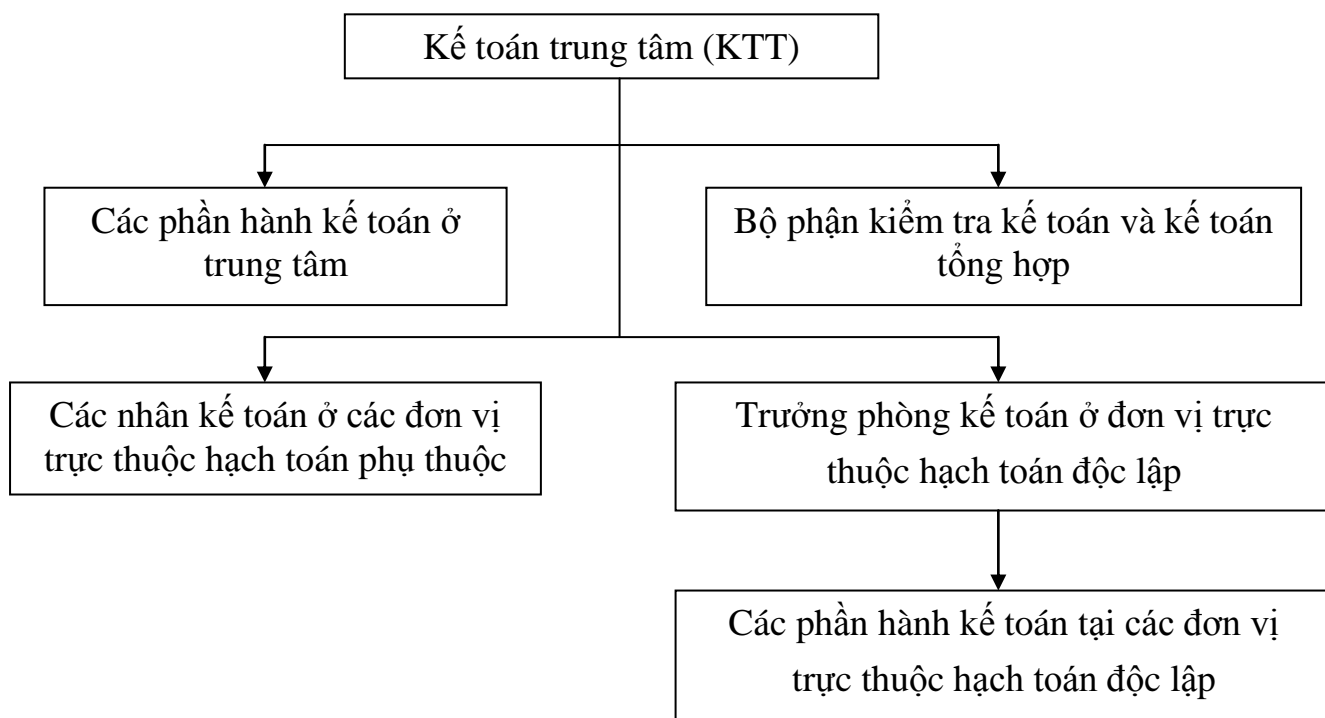 Kế toán trung tâm (KTT)
Các phần hành kế toán ở
trung tâm
Bộ phận kiểm tra kế toán và kế toán
tổng hợp
Các nhân kế toán ở các đơn vị
trực thuộc hạch toán phụ thuộc
Trưởng phòng kế toán ở đơn vị trực
thuộc hạch toán độc lập
Các phần hành kế toán tại các đơn vị
trực thuộc hạch toán độc lập